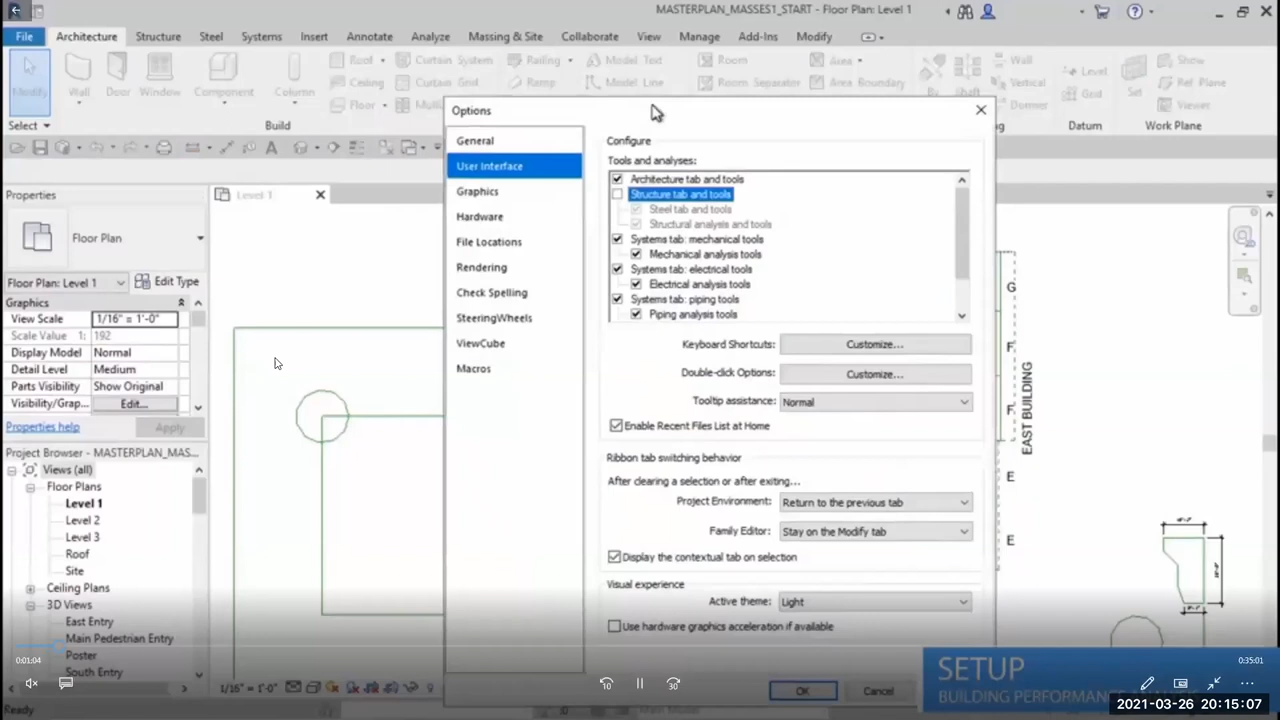 MASTERPLAN_MASSES1_START - Floor Plan: Level 1
File Architecture Structure Steel Systems Insert Annotate Analyze Massing & Site Collaborate View Manage Add-Ins Modify
Roof Curtain System Railing Model Text Room Area Wall Show
Modify Wall Door Window Component Column Ceiling Curtain Grid Ramp Model Line Room Separator Area Boundary By Shaft Vertical Level Grid Set Ref Plane
Floor Dormer Viewer
Select Build Datum Work Plane
Properties
Level 1
Floor Plan
Floor Plan: Level 1 Edit Type
Graphics
View Scale 1/16" = 1'-0"
Scale Value 1: 192
Display Model Normal
Detail Level Medium
Parts Visibility Show Original
Visibility/Grap... Edit...
Properties help Apply
Project Browser - MASTERPLAN_MAS...
Views (all)
Floor Plans
Level 1
Level 2
Level 3
Roof
Site
Ceiling Plans
3D Views
East Entry
Main Pedestrian Entry
Poster
South Entry
Ready
1/16" = 1'-0"
Options
General
User Interface
Graphics
Hardware
File Locations
Rendering
Check Spelling
SteeringWheels
ViewCube
Macros
Configure
Tools and analyses:
Architecture tab and tools
Structure tab and tools
Steel tab and tools
Structural analysis and tools
Systems tab: mechanical tools
Mechanical analysis tools
Systems tab: electrical tools
Electrical analysis tools
Systems tab: piping tools
Piping analysis tools
Keyboard Shortcuts: Customize...
Double-click Options: Customize...
Tooltip assistance: Normal
Enable Recent Files List at Home
Ribbon tab switching behavior
After clearing a selection or after exiting...
Project Environment: Return to the previous tab
Family Editor: Stay on the Modify tab
Display the contextual tab on selection
Visual experience
Active theme: Light
Use hardware graphics acceleration if available
OK Cancel
G
F
F
E
E
EAST BUILDING
0:01:04
0:35:01
10
30
SETUP
BUILDING PERFORMANCE ANALYSIS
2021-03-26 20:15:07